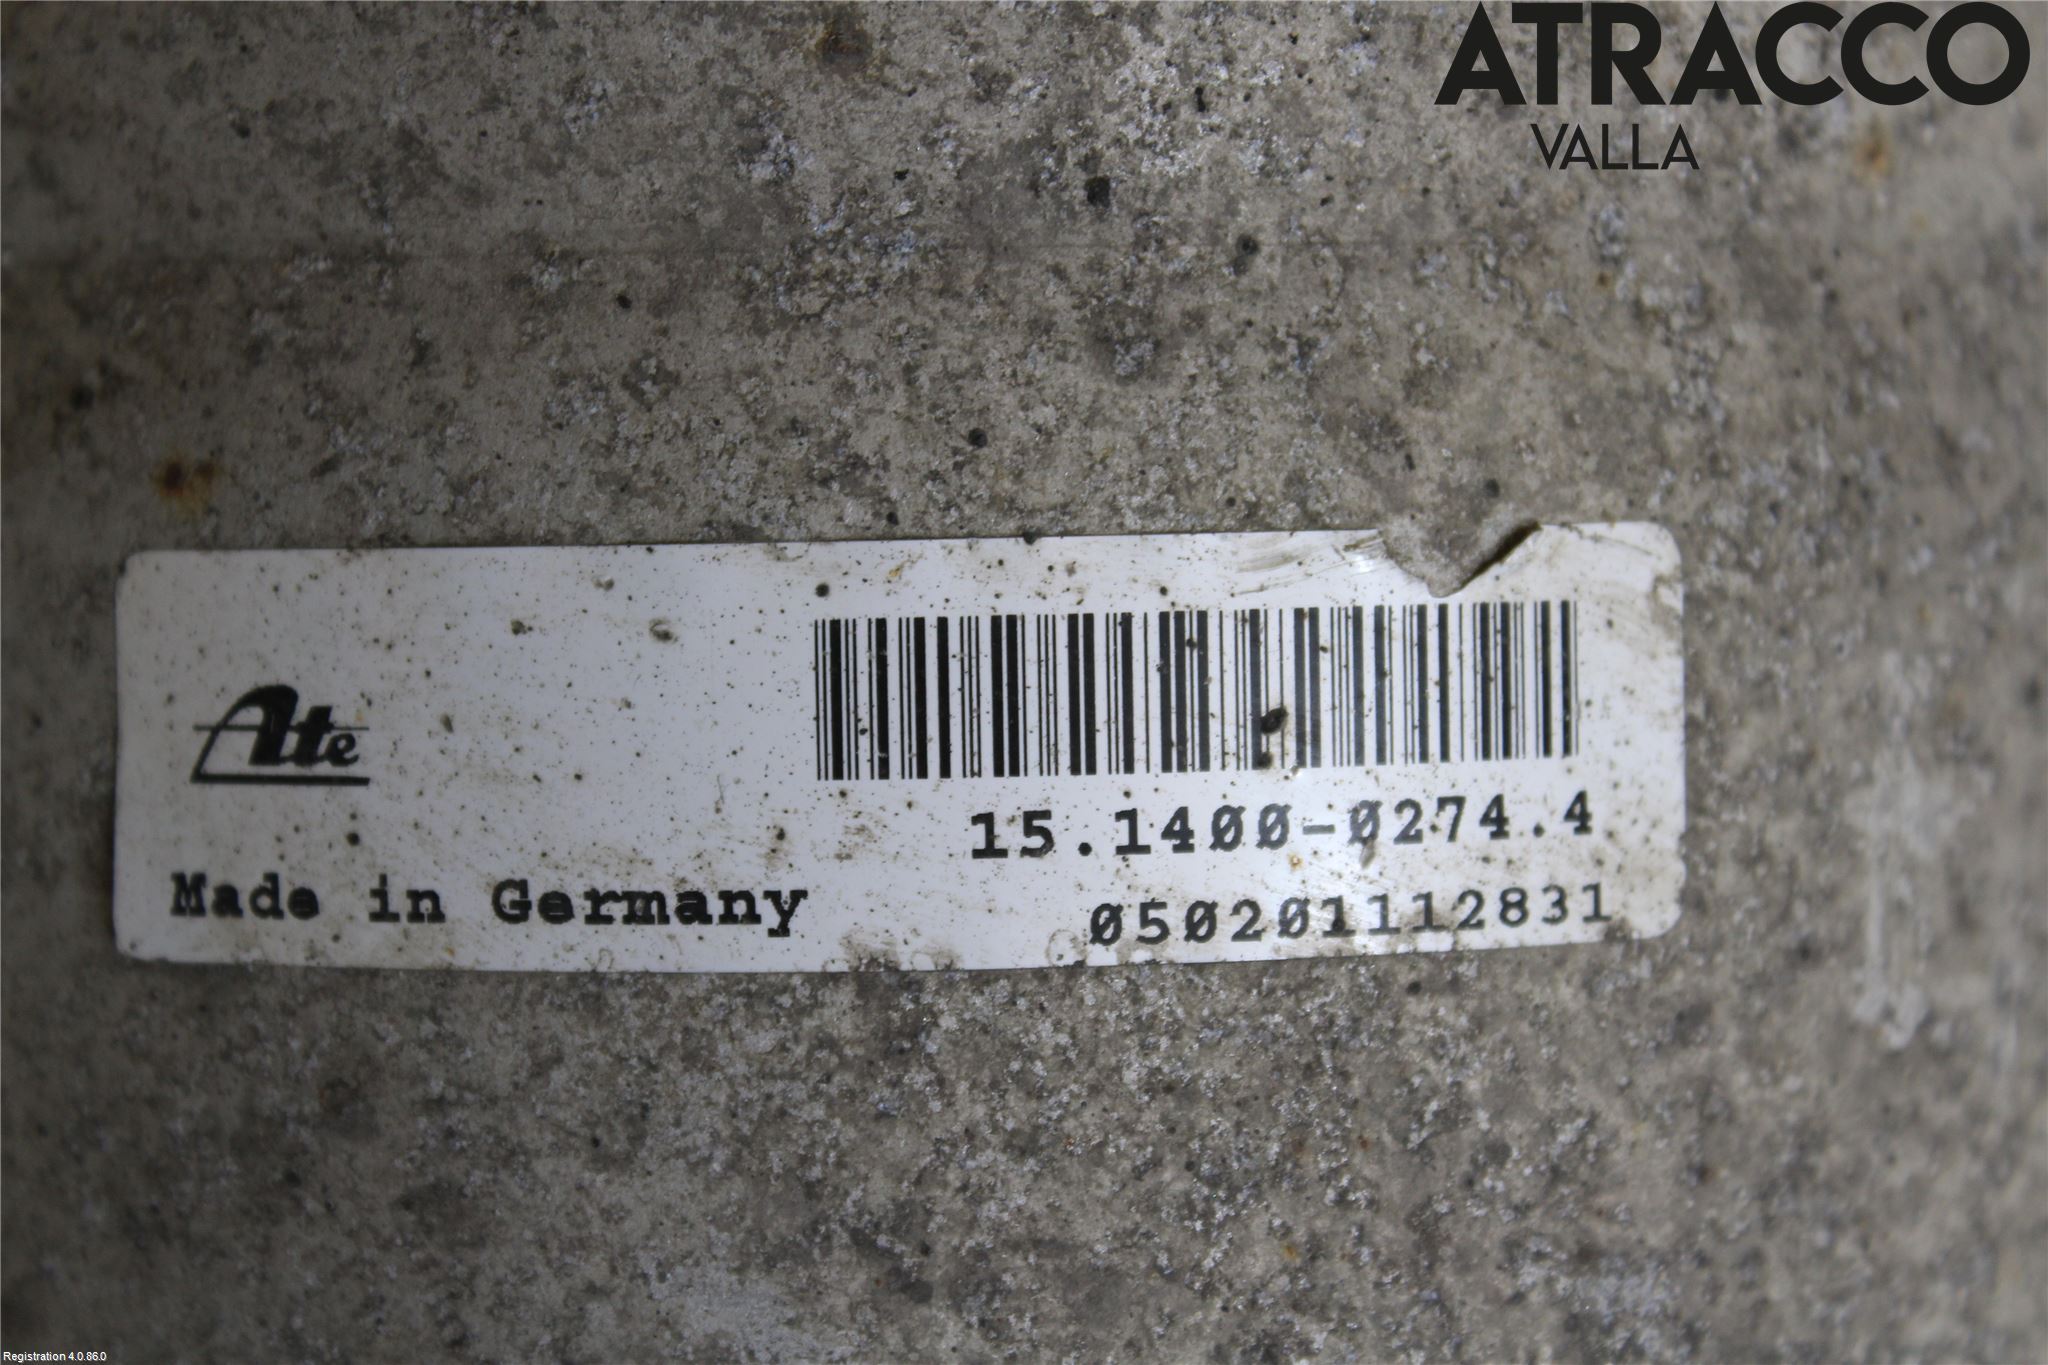 ATRACCO
VALLA
Ate
15.1400-0274.4
Made in Germany
050201112831
Registration 4.0.86.0